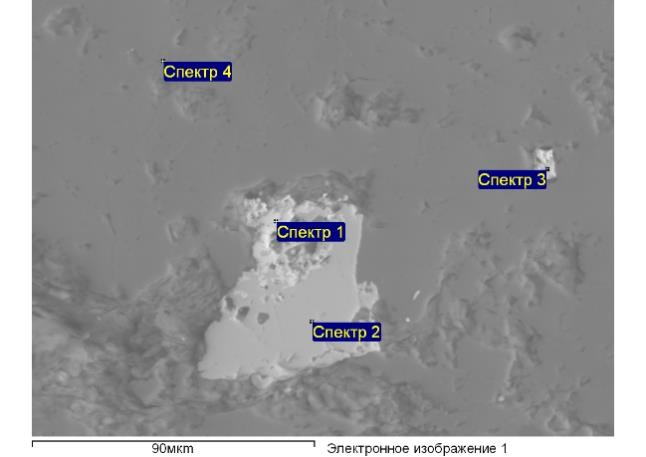 Спектр 4
Спектр 3
Спектр 1
Спектр 2
90мкm Электронное изображение 1